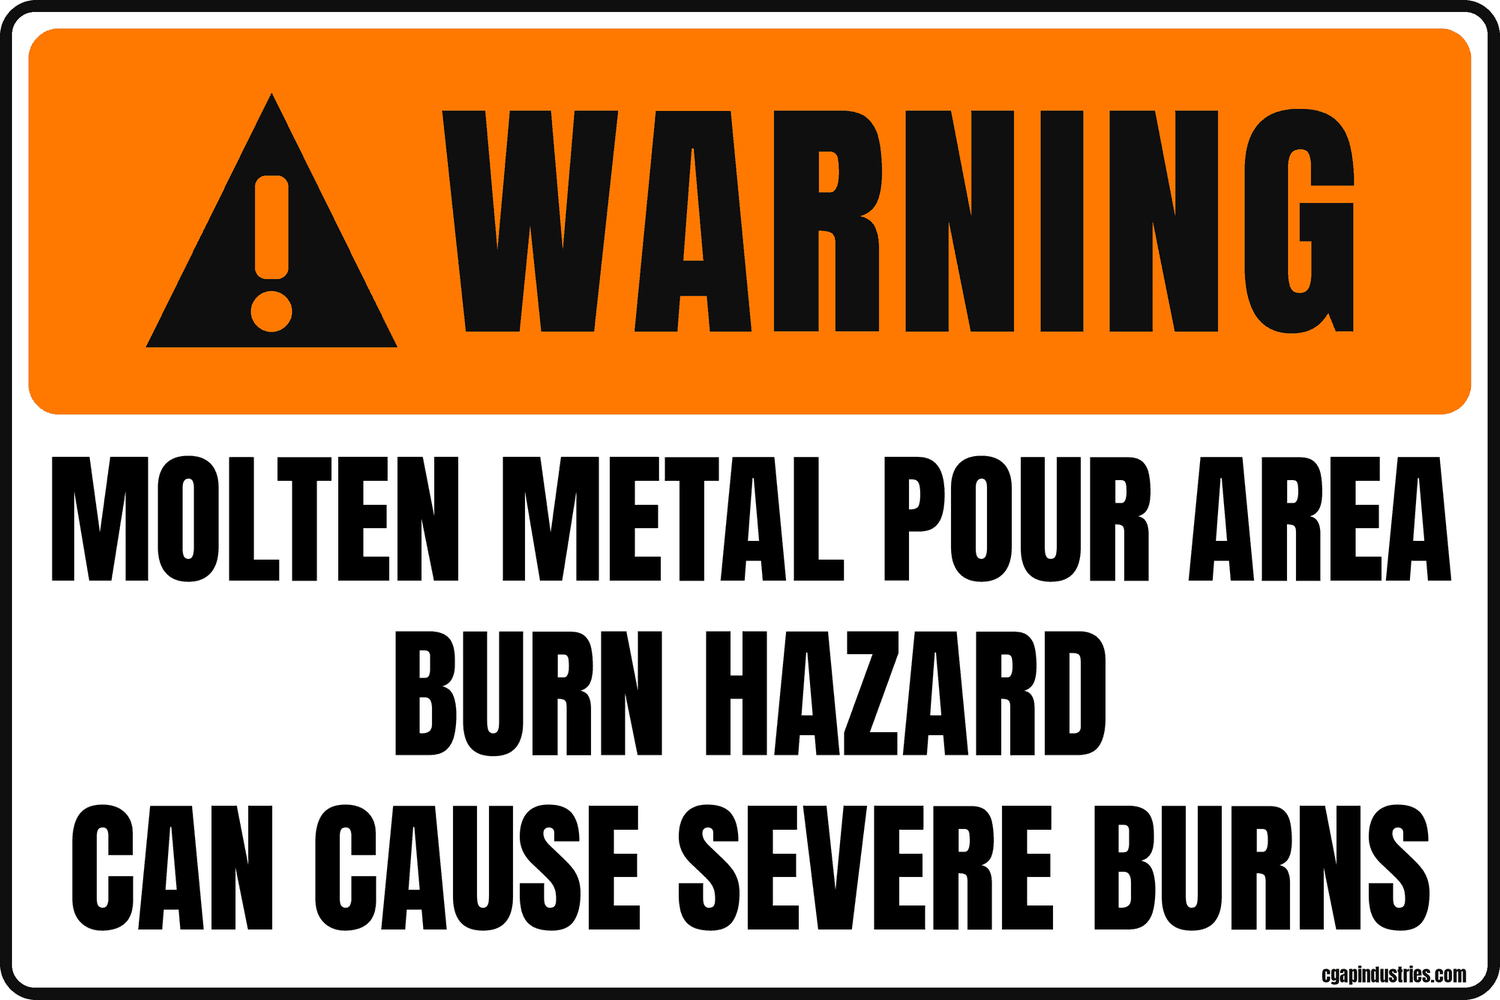 WARNING
MOLTEN METAL POUR AREA
BURN HAZARD
CAN CAUSE SEVERE BURNS
cgapindustries.com